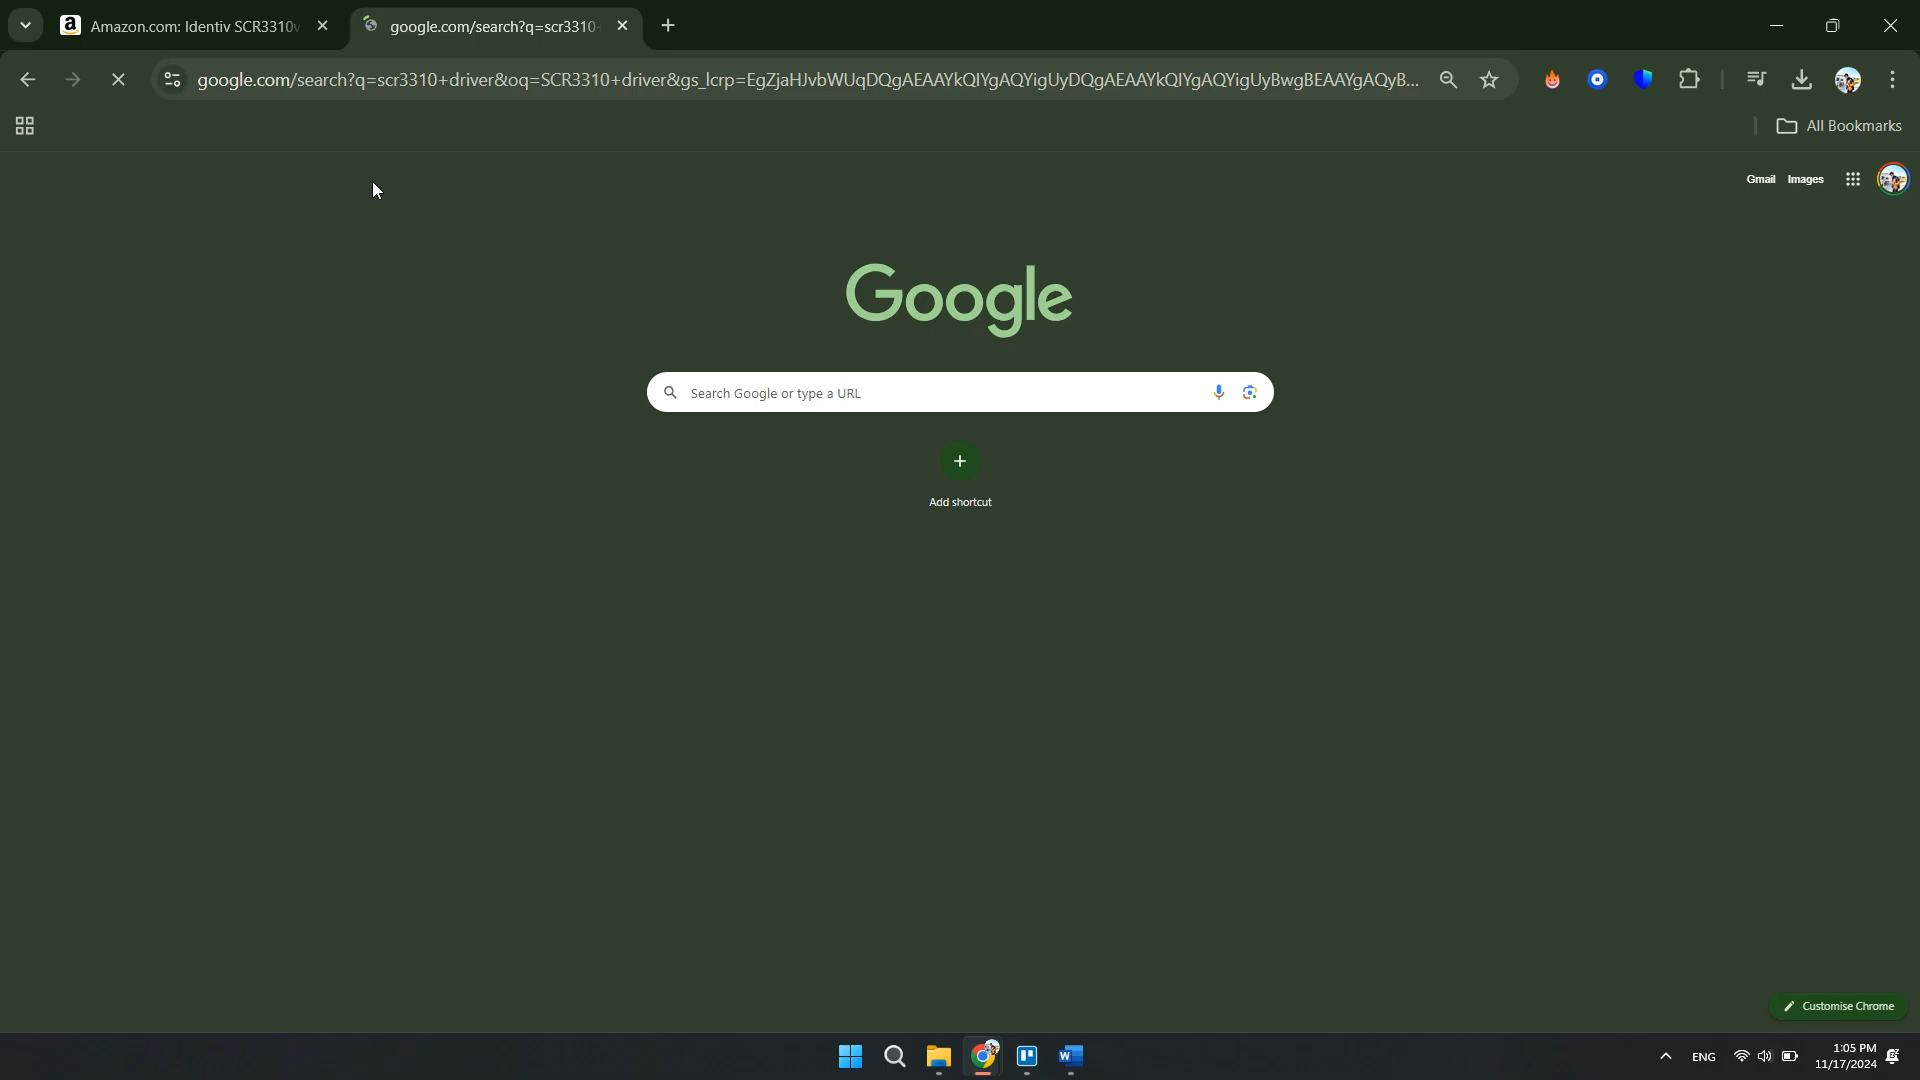 Amazon.com: Identiv SCR3310v
google.com/search?q=scr3310+
google.com/search?q=scr3310+driver&oq=SCR3310+driver&gs_lcrp=EgZjaHJvbWUqDQgAEAAYkQIYgAQYigUyDQgAEAAYkQIYgAQYigUyBwgBEAAYgAQyB...
All Bookmarks
Gmail Images
Google
Search Google or type a URL
Add shortcut
Customise Chrome
ENG
1:05 PM
11/17/2024